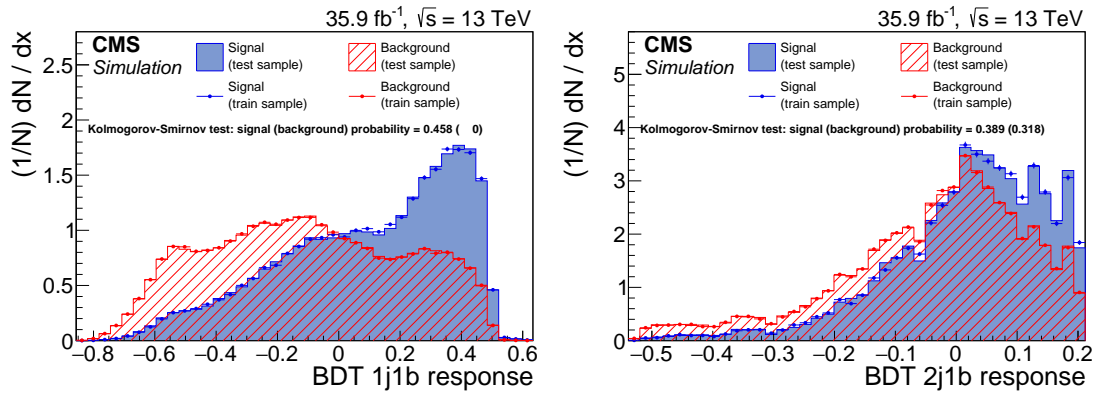 35.9 fb⁻¹, √s = 13 TeV
CMS
Simulation
Signal
(test sample)
Background
(test sample)
Signal
(train sample)
Background
(train sample)
Kolmogorov-Smirnov test: signal (background) probability = 0.458 ( 0)
(1/N) dN / dx
2.5
2
1.5
1
0.5
0
−0.8 −0.6 −0.4 −0.2 0 0.2 0.4 0.6
BDT 1j1b response
35.9 fb⁻¹, √s = 13 TeV
CMS
Simulation
Signal
(test sample)
Background
(test sample)
Signal
(train sample)
Background
(train sample)
Kolmogorov-Smirnov test: signal (background) probability = 0.389 (0.318)
(1/N) dN / dx
5
4
3
2
1
0
−0.5 −0.4 −0.3 −0.2 −0.1 0 0.1 0.2
BDT 2j1b response